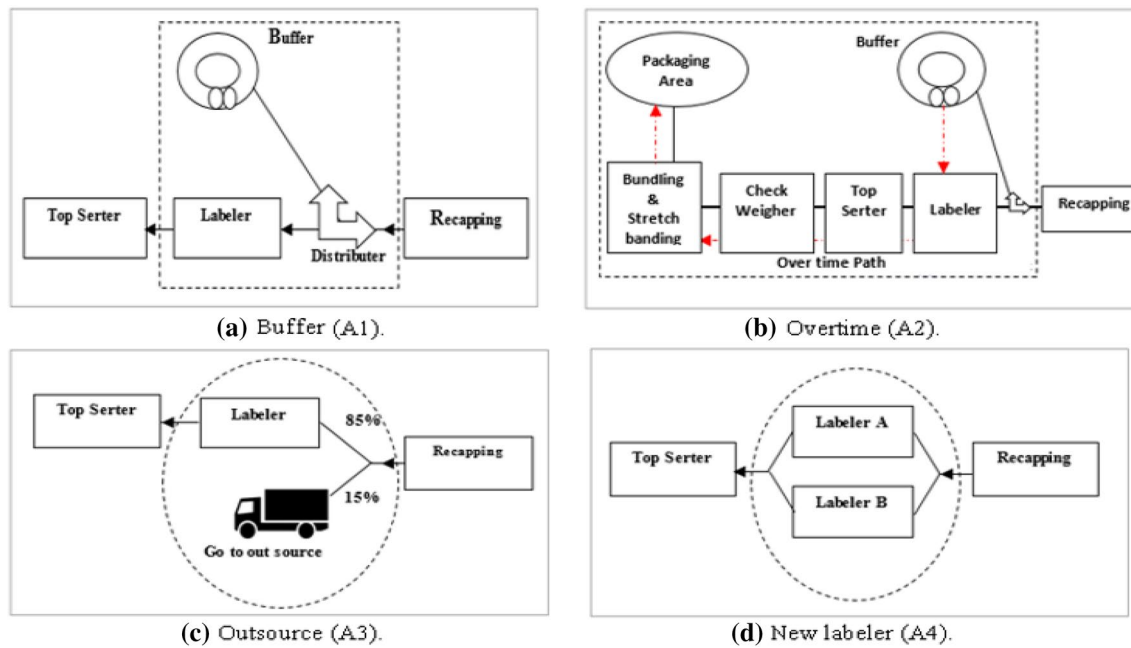 Buffer
Top Serter
Labeler
Recapping
Distributer
(a) Buffer (A1).
Packaging
Area
Buffer
Bundling
&
Stretch
banding
Check
Weigher
Top
Serter
Labeler
Recapping
Over time Path
(b) Overtime (A2).
Top Serter
Labeler
85%
Recapping
15%
Go to out source
(c) Outsource (A3).
Labeler A
Top Serter
Recapping
Labeler B
(d) New labeler (A4).